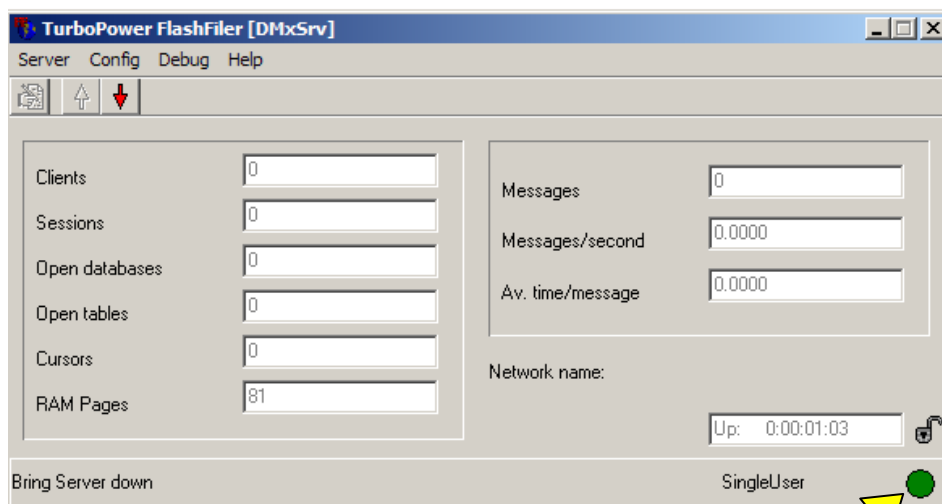 TurboPower FlashFiler [DMxSrv]
Server Config Debug Help
Clients 0
Sessions 0
Open databases 0
Open tables 0
Cursors 0
RAM Pages 81
Messages 0
Messages/second 0.0000
Av. time/message 0.0000
Network name:
Up: 0:00:01:03
Bring Server down SingleUser